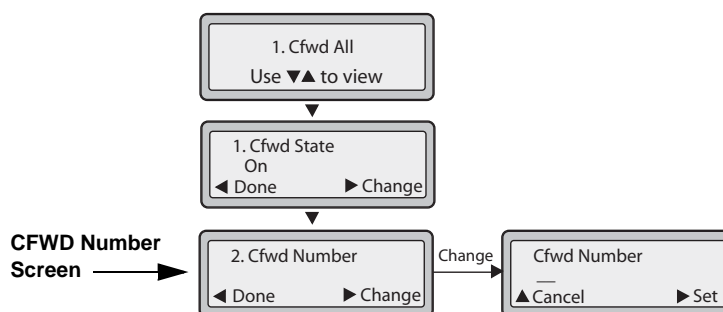 1. Cfwd All
Use ▼▲ to view
▼
1. Cfwd State
On
◀ Done ▶ Change
▼
CFWD Number
Screen
2. Cfwd Number
◀ Done ▶ Change
Change
Cfwd Number
__
▲ Cancel ▶ Set